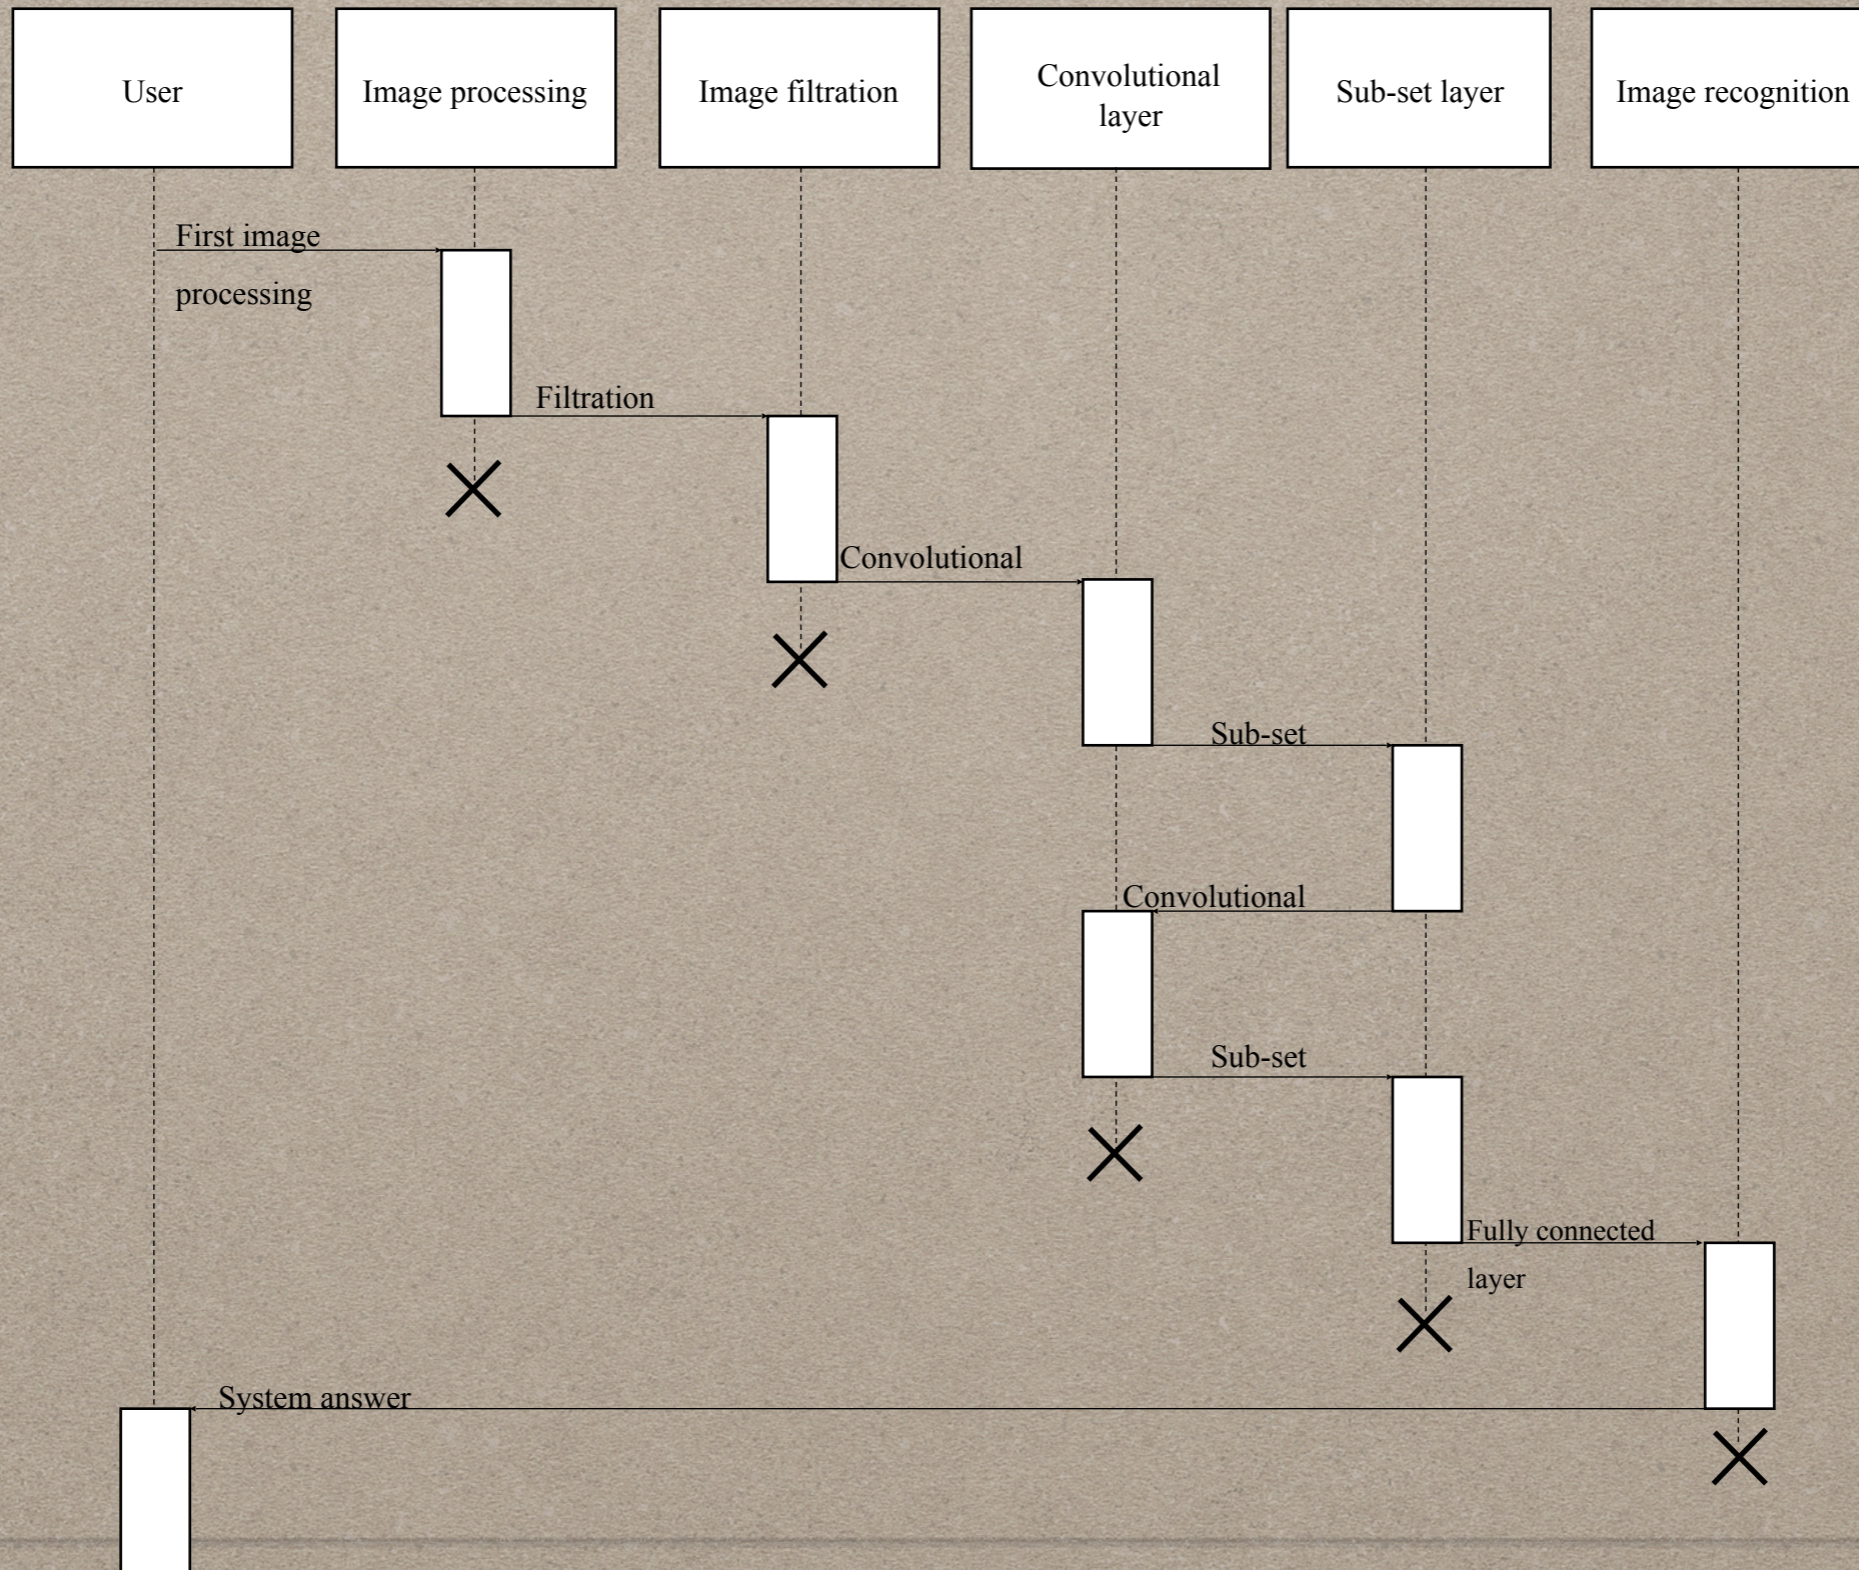 User
Image processing
Image filtration
Convolutional
layer
Sub-set layer
Image recognition
First image
processing
Filtration
Convolutional
Sub-set
Convolutional
Sub-set
Fully connected
layer
System answer